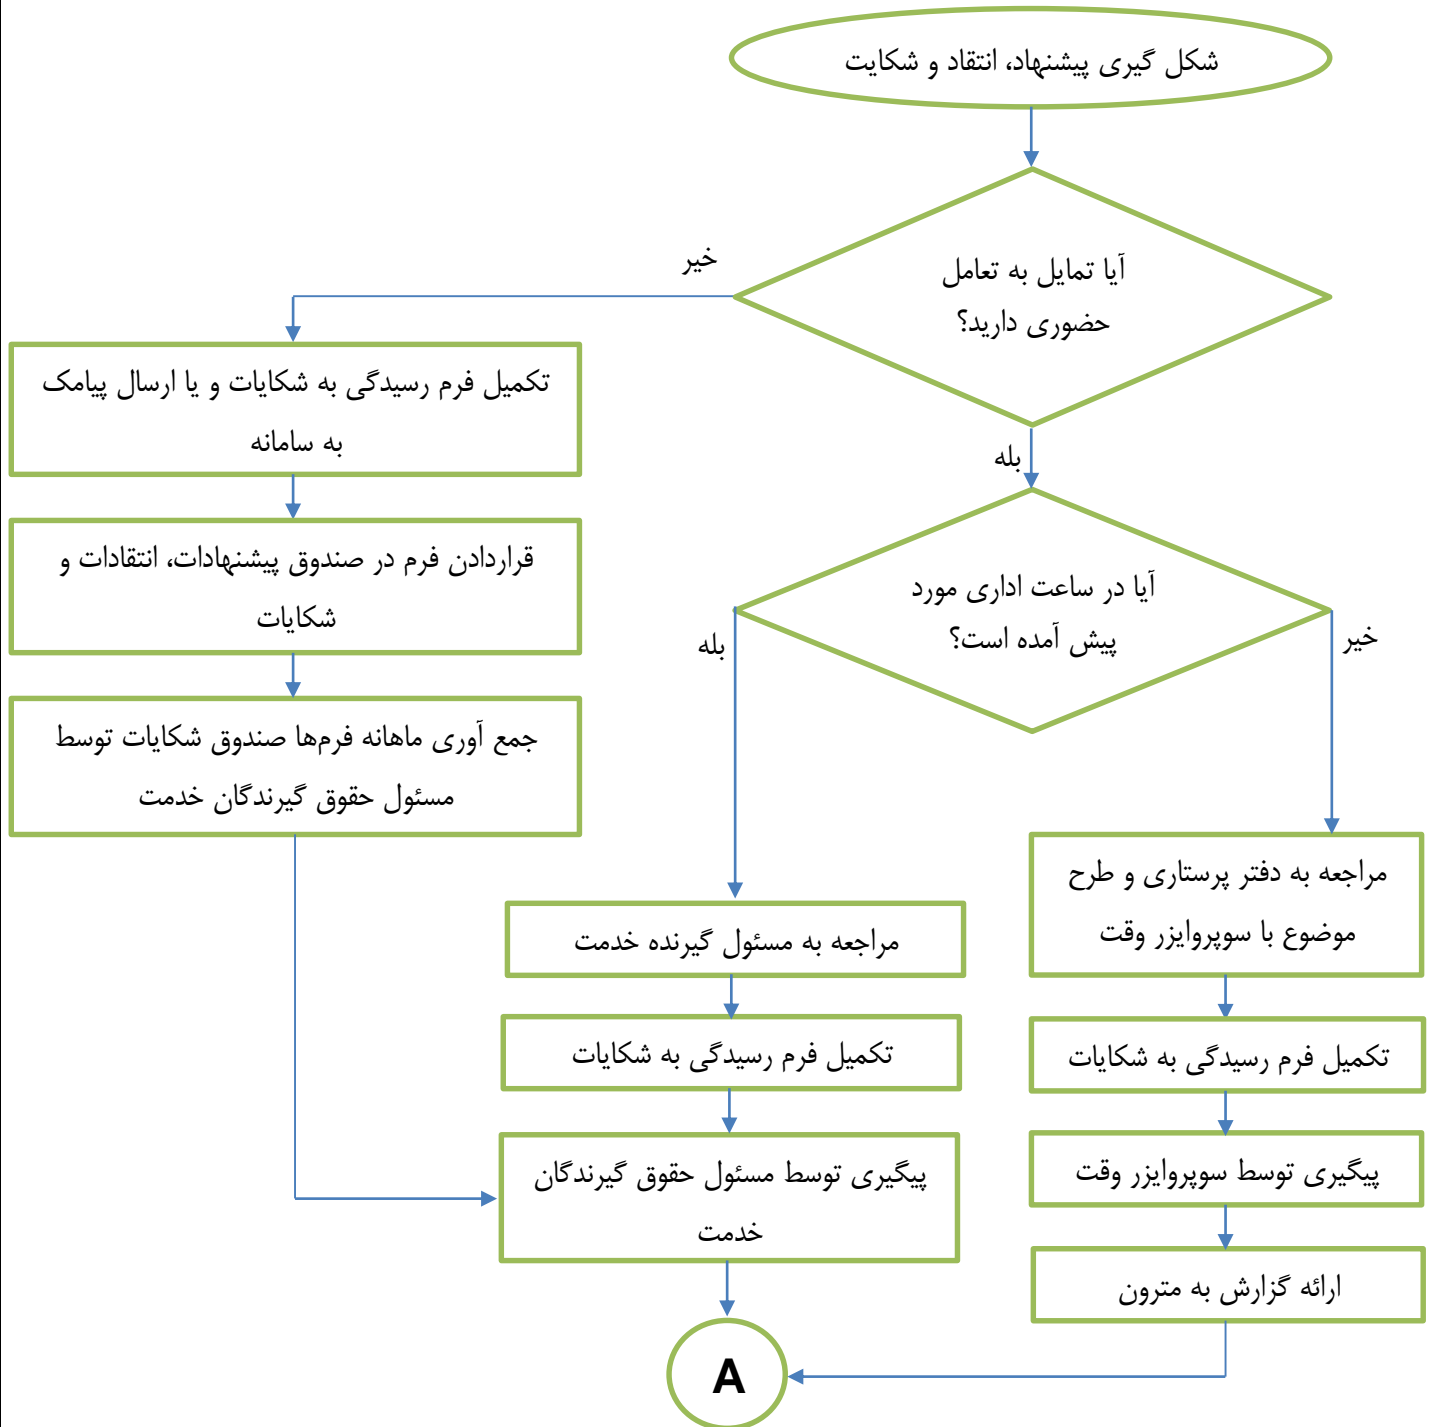 شکل گیری پیشنهاد، انتقاد و شکایت
آیا تمایل به تعامل
حضوری دارید؟
خیر
بله
تکمیل فرم رسیدگی به شکایات و یا ارسال پیامک
به سامانه
قراردادن فرم در صندوق پیشنهادات، انتقادات و
شکایات
جمع آوری ماهانه فرم‌ها صندوق شکایات توسط
مسئول حقوق گیرندگان خدمت
آیا در ساعت اداری مورد
پیش آمده است؟
خیر
بله
مراجعه به دفتر پرستاری و طرح
موضوع با سوپروایزر وقت
تکمیل فرم رسیدگی به شکایات
پیگیری توسط سوپروایزر وقت
ارائه گزارش به مترون
مراجعه به مسئول گیرنده خدمت
تکمیل فرم رسیدگی به شکایات
پیگیری توسط مسئول حقوق گیرندگان
خدمت
A